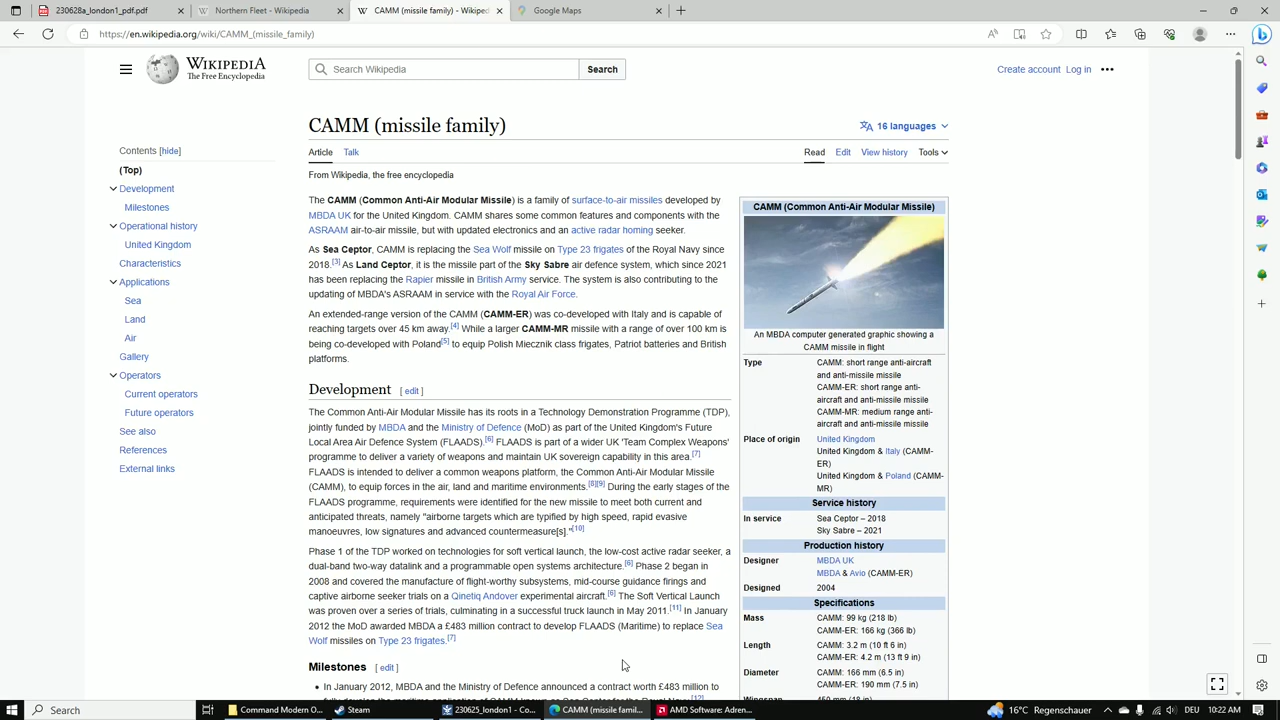 230628a_london1_pdf.pdf
Northern Fleet - Wikipedia
CAMM (missile family) - Wikiped
Google Maps
https://en.wikipedia.org/wiki/CAMM_(missile_family)
WIKIPEDIA
The Free Encyclopedia
Search Wikipedia
Search
Create account
Log in
CAMM (missile family)
16 languages
Contents [hide]
Article
Talk
Read
Edit
View history
Tools
(Top)
From Wikipedia, the free encyclopedia
Development
Milestones
Operational history
United Kingdom
Characteristics
Applications
Sea
Land
Air
Gallery
Operators
Current operators
Future operators
See also
References
External links
The CAMM (Common Anti-Air Modular Missile) is a family of surface-to-air missiles developed by
MBDA UK for the United Kingdom. CAMM shares some common features and components with the
ASRAAM air-to-air missile, but with updated electronics and an active radar homing seeker.
As Sea Ceptor, CAMM is replacing the Sea Wolf missile on Type 23 frigates of the Royal Navy since
2018.[3] As Land Ceptor, it is the missile part of the Sky Sabre air defence system, which since 2021
has been replacing the Rapier missile in British Army service. The system is also contributing to the
updating of MBDA's ASRAAM in service with the Royal Air Force.
An extended-range version of the CAMM (CAMM-ER) was co-developed with Italy and is capable of
reaching targets over 45 km away.[4] While a larger CAMM-MR missile with a range of over 100 km is
being co-developed with Poland[5] to equip Polish Miecznik class frigates, Patriot batteries and British
platforms.
Development [ edit ]
The Common Anti-Air Modular Missile has its roots in a Technology Demonstration Programme (TDP),
jointly funded by MBDA and the Ministry of Defence (MoD) as part of the United Kingdom's Future
Local Area Air Defence System (FLAADS).[6] FLAADS is part of a wider UK 'Team Complex Weapons'
programme to deliver a variety of weapons and maintain UK sovereign capability in this area.[7]
FLAADS is intended to deliver a common weapons platform, the Common Anti-Air Modular Missile
(CAMM), to equip forces in the air, land and maritime environments.[8][9] During the early stages of the
FLAADS programme, requirements were identified for the new missile to meet both current and
anticipated threats, namely "airborne targets which are typified by high speed, rapid evasive
manoeuvres, low signatures and advanced countermeasure[s]."[10]
Phase 1 of the TDP worked on technologies for soft vertical launch, the low-cost active radar seeker, a
dual-band two-way datalink and a programmable open systems architecture.[6] Phase 2 began in
2008 and covered the manufacture of flight-worthy subsystems, mid-course guidance firings and
captive airborne seeker trials on a Qinetiq Andover experimental aircraft.[6] The Soft Vertical Launch
was proven over a series of trials, culminating in a successful truck launch in May 2011.[11] In January
2012 the MoD awarded MBDA a £483 million contract to develop FLAADS (Maritime) to replace Sea
Wolf missiles on Type 23 frigates.[7]
Milestones [ edit ]
• In January 2012, MBDA and the Ministry of Defence announced a contract worth £483 million to
CAMM (Common Anti-Air Modular Missile)
An MBDA computer generated graphic showing a
CAMM missile in flight
Type
CAMM: short range anti-aircraft
and anti-missile missile
CAMM-ER: short range anti-
aircraft and anti-missile missile
CAMM-MR: medium range anti-
aircraft and anti-missile missile
Place of origin
United Kingdom
United Kingdom & Italy (CAMM-
ER)
United Kingdom & Poland (CAMM-
MR)
Service history
In service
Sea Ceptor – 2018
Sky Sabre – 2021
Production history
Designer
MBDA UK
MBDA & Avio (CAMM-ER)
Designed
2004
Specifications
Mass
CAMM: 99 kg (218 lb)
CAMM-ER: 166 kg (366 lb)
Length
CAMM: 3.2 m (10 ft 6 in)
CAMM-ER: 4.2 m (13 ft 9 in)
Diameter
CAMM: 166 mm (6.5 in)
CAMM-ER: 190 mm (7.5 in)
Search
Command Modern O...
Steam
230625_london1 - Co...
CAMM (missile famil...
AMD Software: Adren...
16°C Regenschauer
DEU
10:22 AM